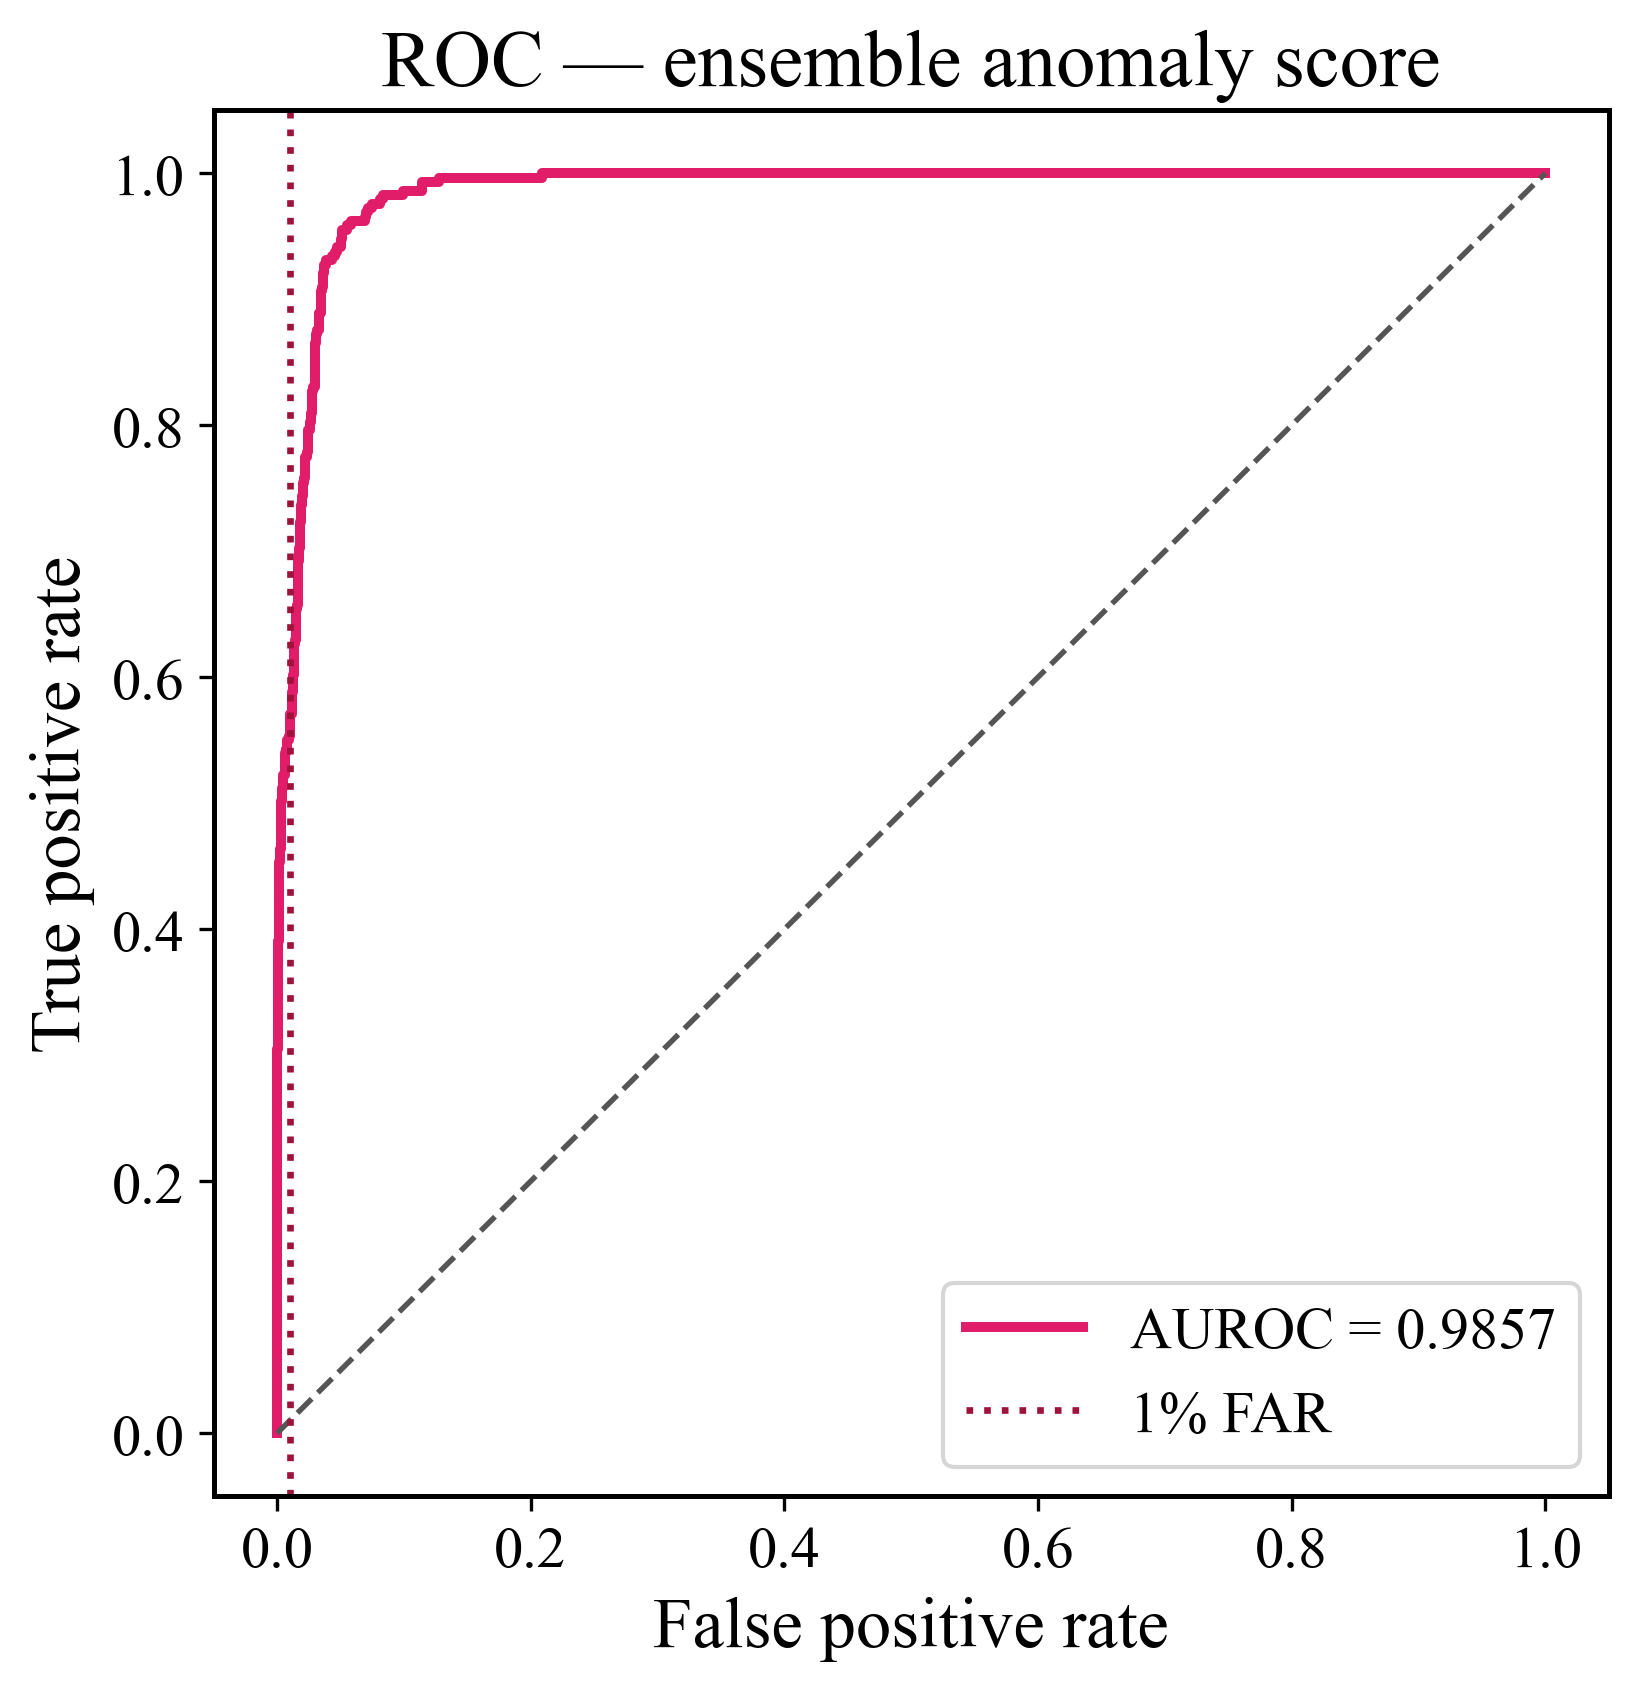 ROC — ensemble anomaly score
True positive rate
1.0
0.8
0.6
0.4
0.2
0.0
AUROC = 0.9857
1% FAR
0.0 0.2 0.4 0.6 0.8 1.0
False positive rate